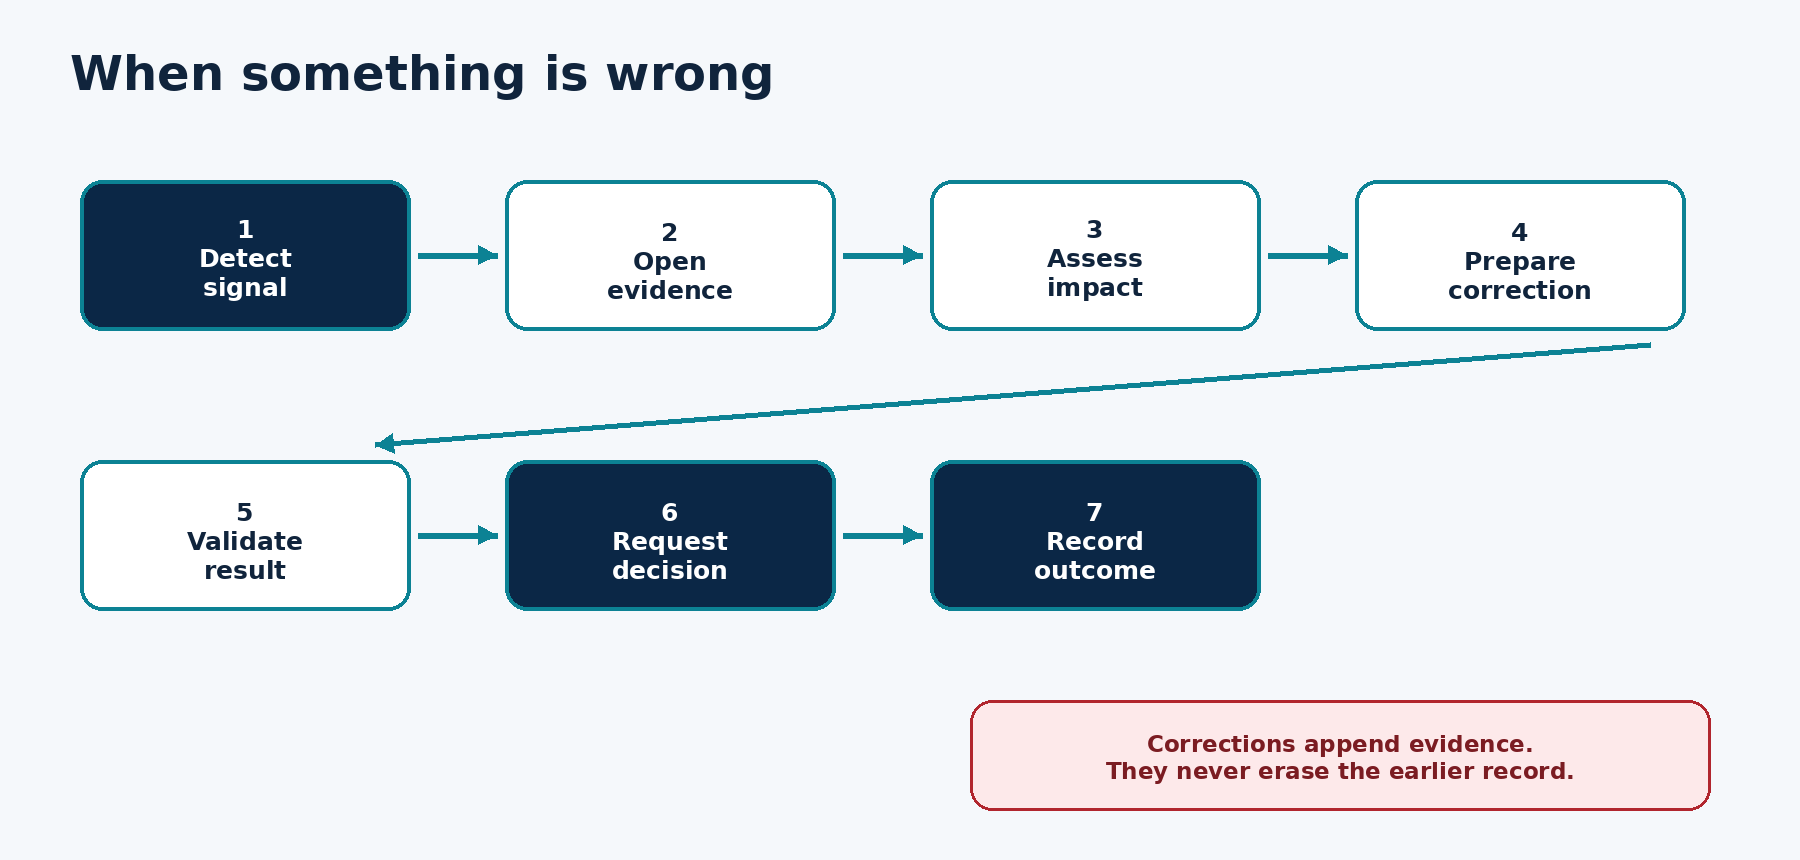 When something is wrong
1
Detect
signal
2
Open
evidence
3
Assess
impact
4
Prepare
correction
5
Validate
result
6
Request
decision
7
Record
outcome
Corrections append evidence.
They never erase the earlier record.